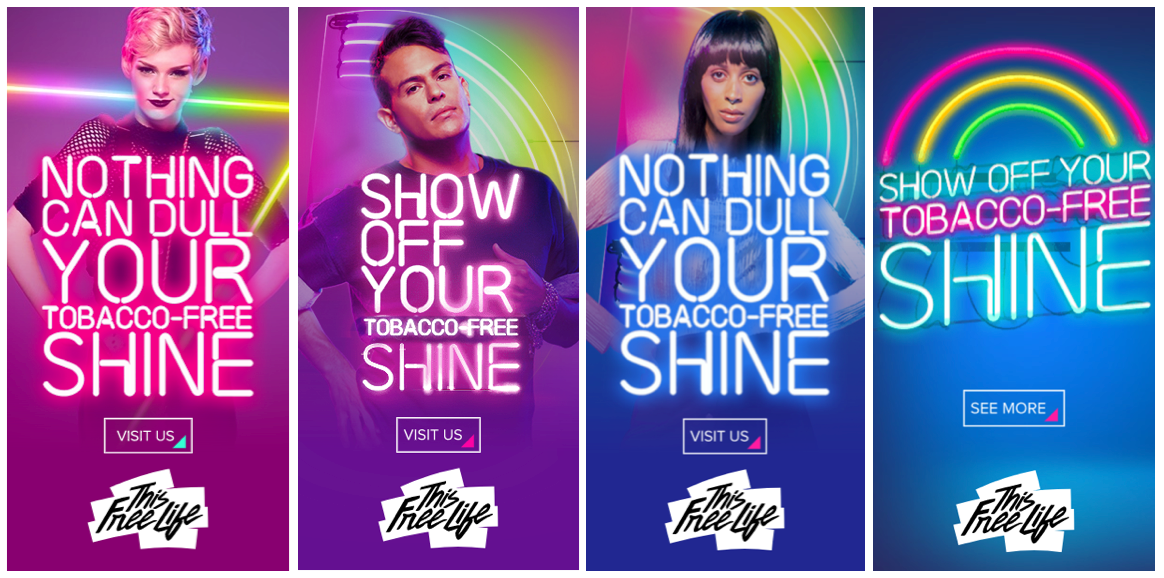 NOTHING
CAN DULL
YOUR
TOBACCO-FREE
SHINE
VISIT US
This
Free Life
SHOW
OFF
YOUR
TOBACCO-FREE
SHINE
VISIT US
This
Free Life
NOTHING
CAN DULL
YOUR
TOBACCO-FREE
SHINE
VISIT US
This
Free Life
SHOW OFF YOUR
TOBACCO-FREE
SHINE
SEE MORE
This
Free Life